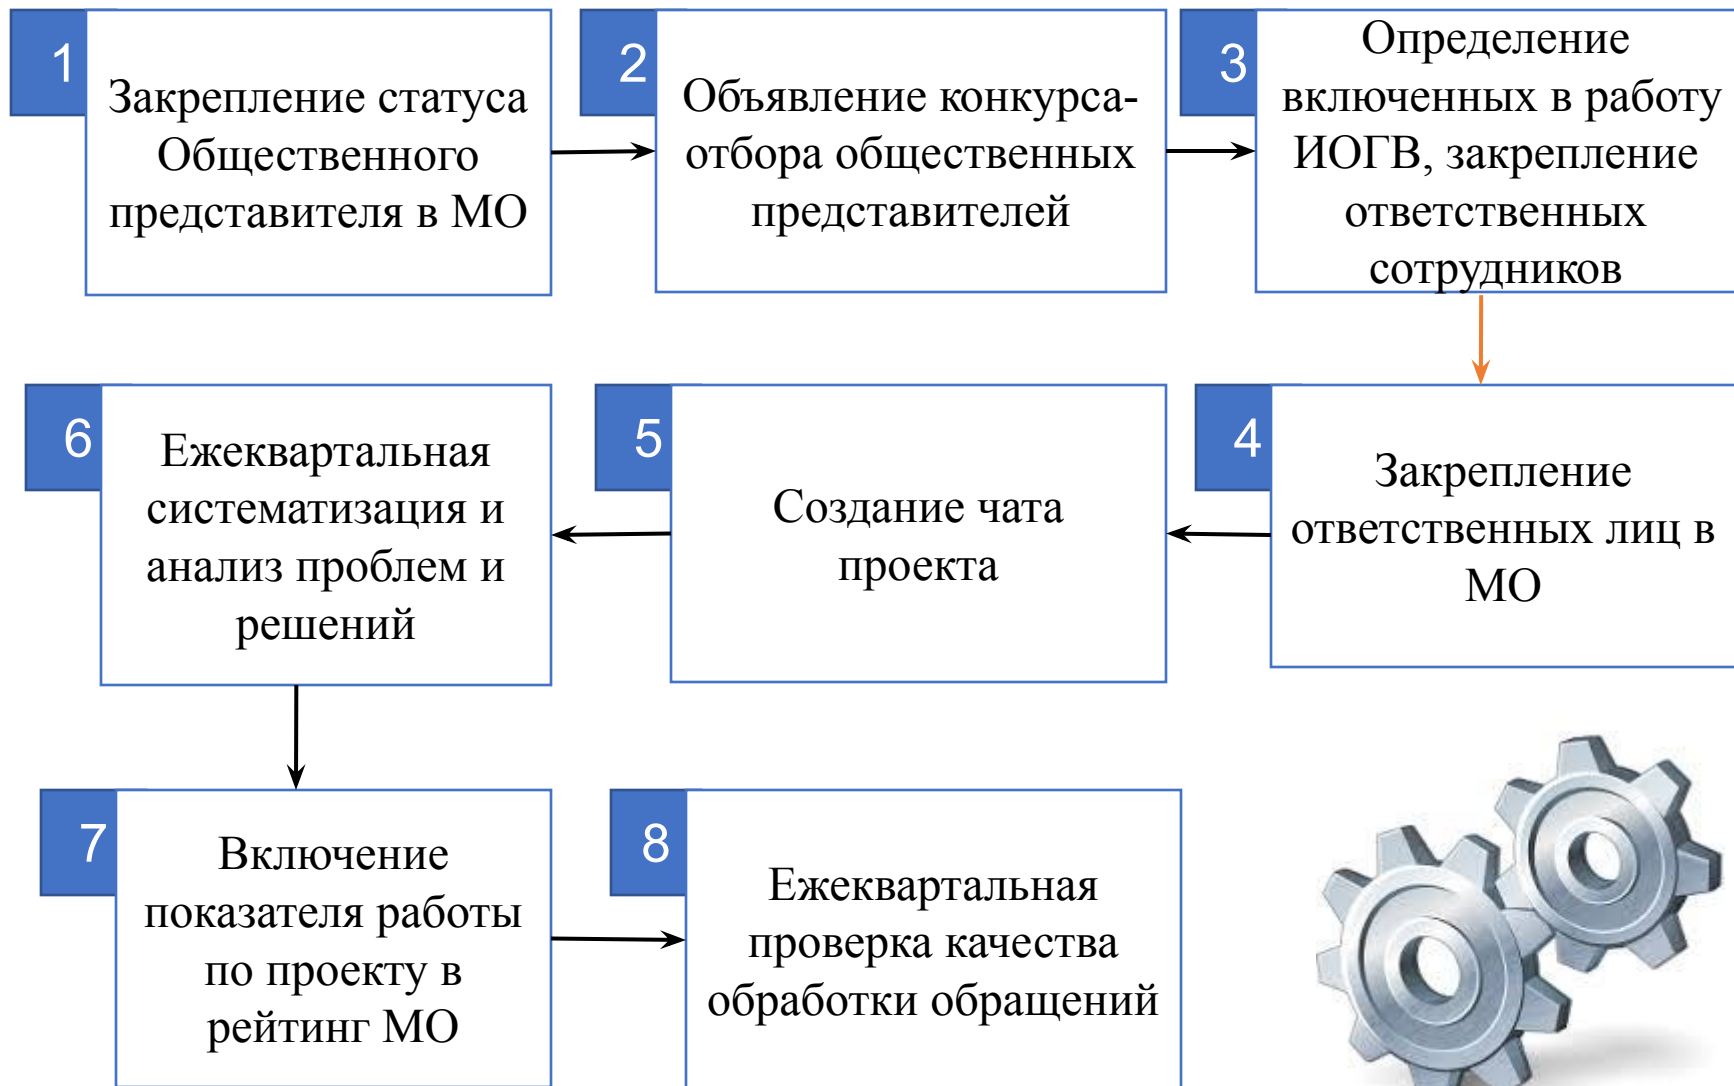 1
Закрепление статуса
Общественного
представителя в МО
2
Объявление конкурса-
отбора общественных
представителей
3
Определение
включенных в работу
ИОГВ, закрепление
ответственных
сотрудников
4
Закрепление
ответственных лиц в
МО
5
Создание чата
проекта
6
Ежеквартальная
систематизация и
анализ проблем и
решений
7
Включение
показателя работы
по проекту в
рейтинг МО
8
Ежеквартальная
проверка качества
обработки обращений